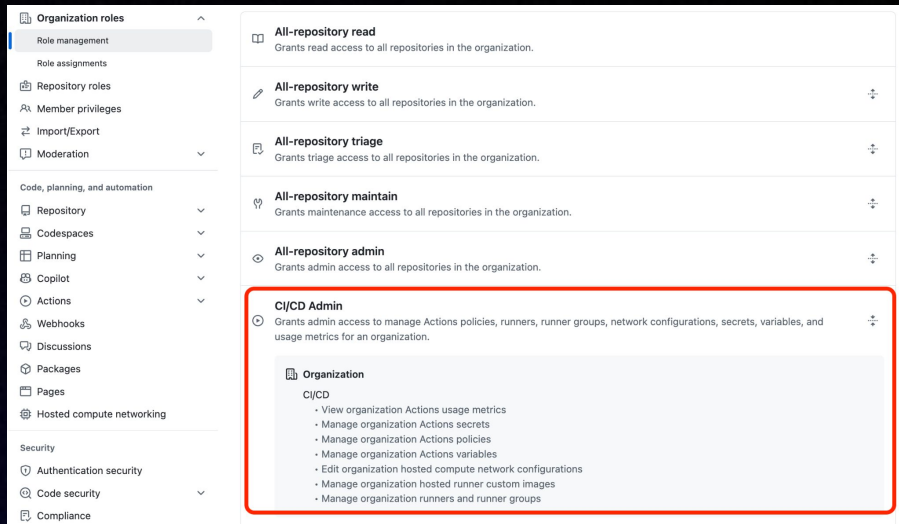 Organization roles
Role management
Role assignments
Repository roles
Member privileges
Import/Export
Moderation
Code, planning, and automation
Repository
Codespaces
Planning
Copilot
Actions
Webhooks
Discussions
Packages
Pages
Hosted compute networking
Security
Authentication security
Code security
Compliance
All-repository read
Grants read access to all repositories in the organization.
All-repository write
Grants write access to all repositories in the organization.
All-repository triage
Grants triage access to all repositories in the organization.
All-repository maintain
Grants maintenance access to all repositories in the organization.
All-repository admin
Grants admin access to all repositories in the organization.
CI/CD Admin
Grants admin access to manage Actions policies, runners, runner groups, network configurations, secrets, variables, and
usage metrics for an organization.
Organization
CI/CD
• View organization Actions usage metrics
• Manage organization Actions secrets
• Manage organization Actions policies
• Manage organization Actions variables
• Edit organization hosted compute network configurations
• Manage organization hosted runner custom images
• Manage organization runners and runner groups